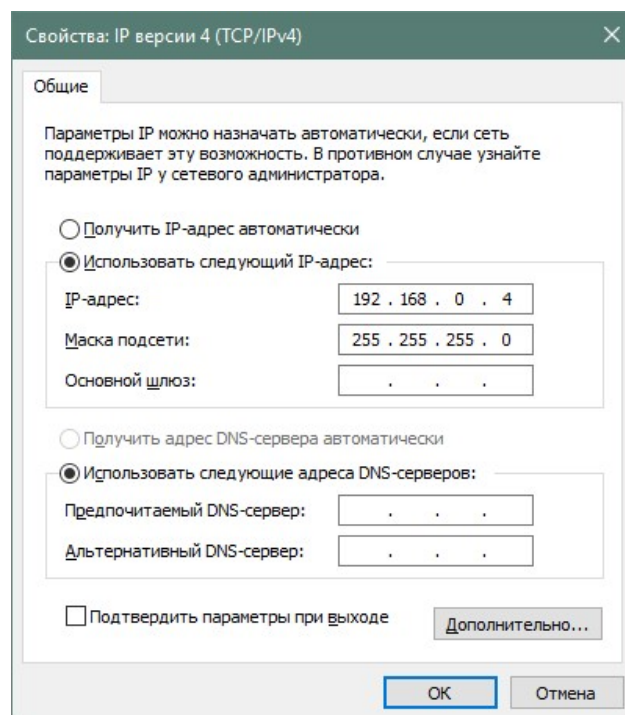 Свойства: IP версии 4 (TCP/IPv4)
Общие
Параметры IP можно назначать автоматически, если сеть
поддерживает эту возможность. В противном случае узнайте
параметры IP у сетевого администратора.
Получить IP-адрес автоматически
Использовать следующий IP-адрес:
IP-адрес: 192 . 168 . 0 . 4
Маска подсети: 255 . 255 . 255 . 0
Основной шлюз: . . .
Получить адрес DNS-сервера автоматически
Использовать следующие адреса DNS-серверов:
Предпочитаемый DNS-сервер: . . .
Альтернативный DNS-сервер: . . .
Подтвердить параметры при выходе
Дополнительно...
ОК Отмена